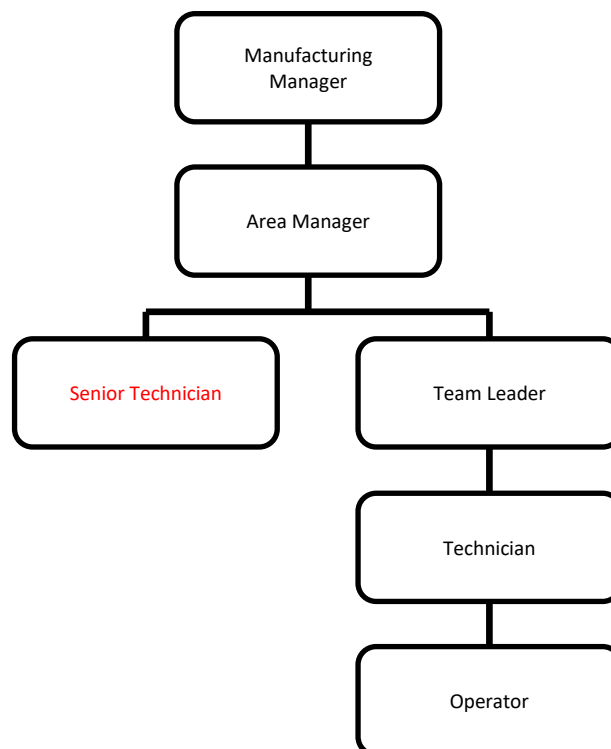 Manufacturing
Manager
Area Manager
Senior Technician
Team Leader
Technician
Operator